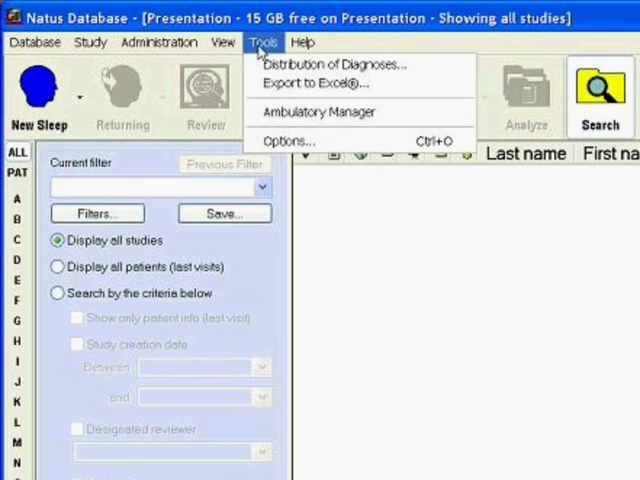 Natus Database - [Presentation - 15 GB free on Presentation - Showing all studies]
Database Study Administration View Tools Help
Distribution of Diagnoses...
Export to Excel®...
Ambulatory Manager
Options... Ctrl+O
New Sleep Returning Review Analyze Search
Last name First na
ALL
PAT
A
B
C
D
E
F
G
H
I
J
K
L
M
N
Current filter Previous Filter
Filters... Save...
Display all studies
Display all patients (last visits)
Search by the criteria below
Show only patient info (last visit)
Study creation date
Between
and
Designated reviewer